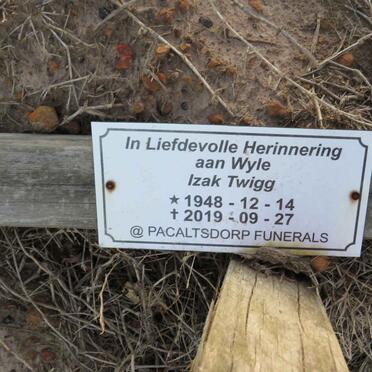 In Liefdevolle Herinnering
aan Wyle
Izak Twigg
★ 1948 - 12 - 14
✝ 2019 - 09 - 27
@ PACALTSDORP FUNERALS